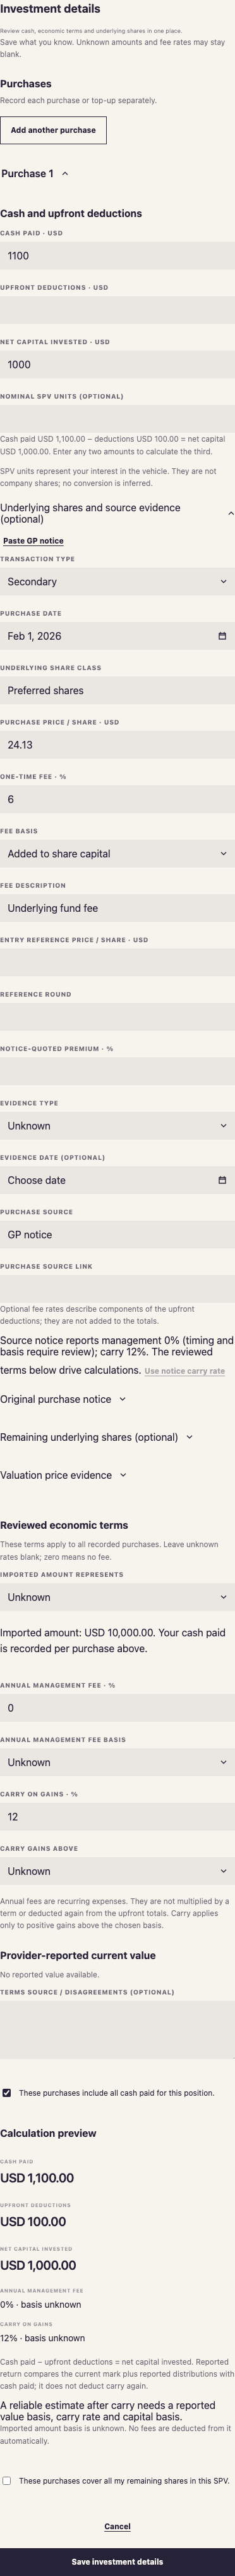 Investment details
Review cash, economic terms and underlying shares in one place.
Save what you know. Unknown amounts and fee rates may stay
blank.
Purchases
Record each purchase or top-up separately.
Add another purchase
Purchase 1
Cash and upfront deductions
CASH PAID · USD
1100
UPFRONT DEDUCTIONS · USD
NET CAPITAL INVESTED · USD
1000
NOMINAL SPV UNITS (OPTIONAL)
Cash paid USD 1,100.00 − deductions USD 100.00 = net capital
USD 1,000.00. Enter any two amounts to calculate the third.
SPV units represent your interest in the vehicle. They are not
company shares; no conversion is inferred.
Underlying shares and source evidence
(optional)
Paste GP notice
TRANSACTION TYPE
Secondary
PURCHASE DATE
Feb 1, 2026
UNDERLYING SHARE CLASS
Preferred shares
PURCHASE PRICE / SHARE · USD
24.13
ONE-TIME FEE · %
6
FEE BASIS
Added to share capital
FEE DESCRIPTION
Underlying fund fee
ENTRY REFERENCE PRICE / SHARE · USD
REFERENCE ROUND
NOTICE-QUOTED PREMIUM · %
EVIDENCE TYPE
Unknown
EVIDENCE DATE (OPTIONAL)
Choose date
PURCHASE SOURCE
GP notice
PURCHASE SOURCE LINK
Optional fee rates describe components of the upfront
deductions; they are not added to the totals.
Source notice reports management 0% (timing and
basis require review); carry 12%. The reviewed
terms below drive calculations. Use notice carry rate
Original purchase notice
Remaining underlying shares (optional)
Valuation price evidence
Reviewed economic terms
These terms apply to all recorded purchases. Leave unknown
rates blank; zero means no fee.
IMPORTED AMOUNT REPRESENTS
Unknown
Imported amount: USD 10,000.00. Your cash paid
is recorded per purchase above.
ANNUAL MANAGEMENT FEE · %
0
ANNUAL MANAGEMENT FEE BASIS
Unknown
CARRY ON GAINS · %
12
CARRY GAINS ABOVE
Unknown
Annual fees are recurring expenses. They are not multiplied by a
term or deducted again from the upfront totals. Carry applies
only to positive gains above the chosen basis.
Provider-reported current value
No reported value available.
TERMS SOURCE / DISAGREEMENTS (OPTIONAL)
These purchases include all cash paid for this position.
Calculation preview
CASH PAID
USD 1,100.00
UPFRONT DEDUCTIONS
USD 100.00
NET CAPITAL INVESTED
USD 1,000.00
ANNUAL MANAGEMENT FEE
0% · basis unknown
CARRY ON GAINS
12% · basis unknown
Cash paid − upfront deductions = net capital invested. Reported
return compares the current mark plus reported distributions with
cash paid; it does not deduct carry again.
A reliable estimate after carry needs a reported
value basis, carry rate and capital basis.
Imported amount basis is unknown. No fees are deducted from it
automatically.
These purchases cover all my remaining shares in this SPV.
Cancel
Save investment details